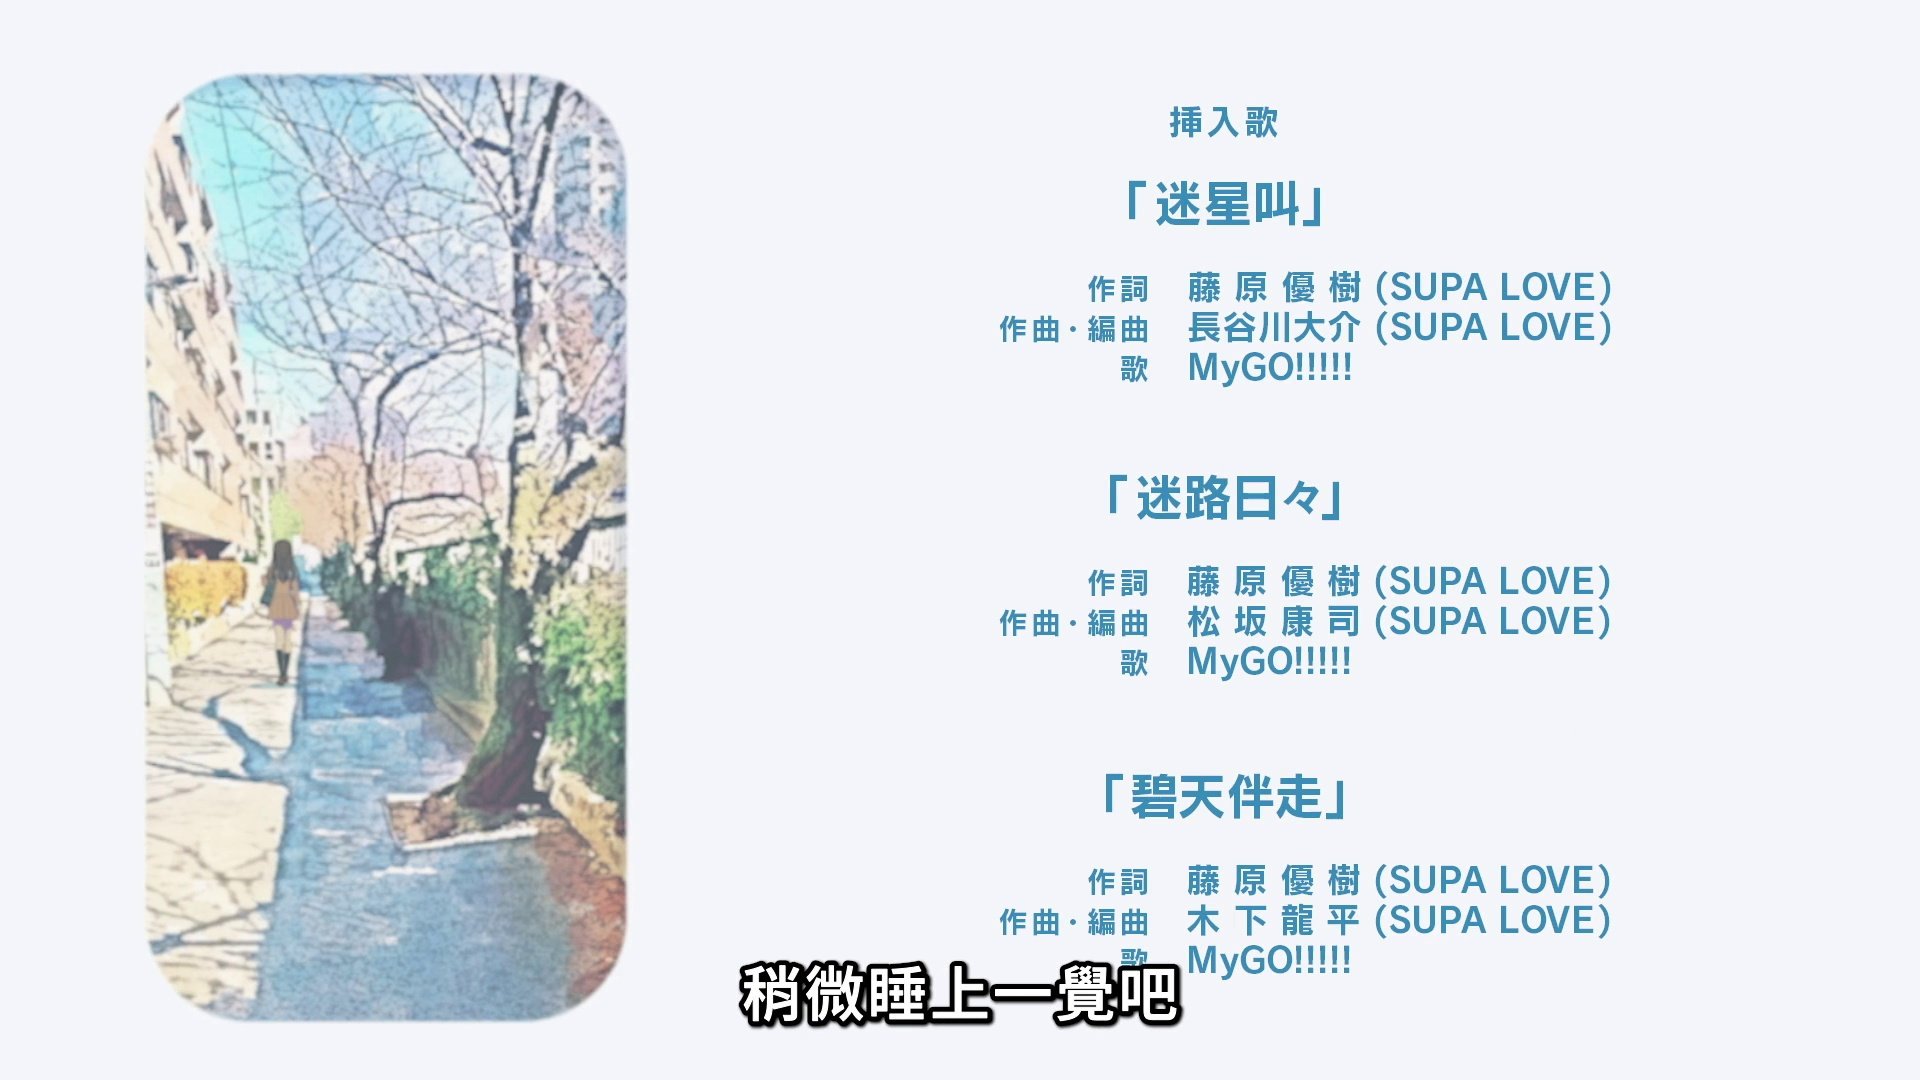 挿入歌
「迷星叫」
作詞 藤原優樹 (SUPA LOVE)
作曲・編曲 長谷川大介 (SUPA LOVE)
歌 MyGO!!!!!
「迷路日々」
作詞 藤原優樹 (SUPA LOVE)
作曲・編曲 松坂康司 (SUPA LOVE)
歌 MyGO!!!!!
「碧天伴走」
作詞 藤原優樹 (SUPA LOVE)
作曲・編曲 木下龍平 (SUPA LOVE)
歌 MyGO!!!!!
稍微睡上一覺吧